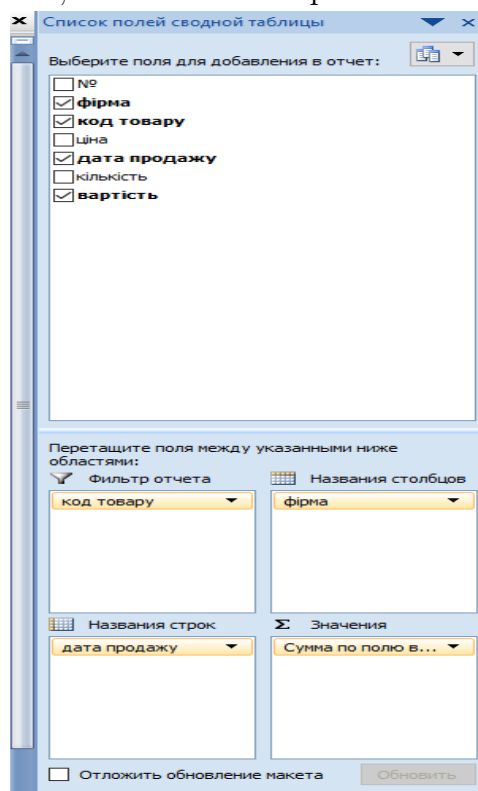 Список полей сводной таблицы
Выберите поля для добавления в отчет:
№
фірма
код товару
ціна
дата продажу
кількість
вартість
Перетащите поля между указанными ниже
областями:
Фильтр отчета
Названия столбцов
код товару
фірма
Названия строк
Σ Значения
дата продажу
Сумма по полю в...
Отложить обновление макета
Обновить